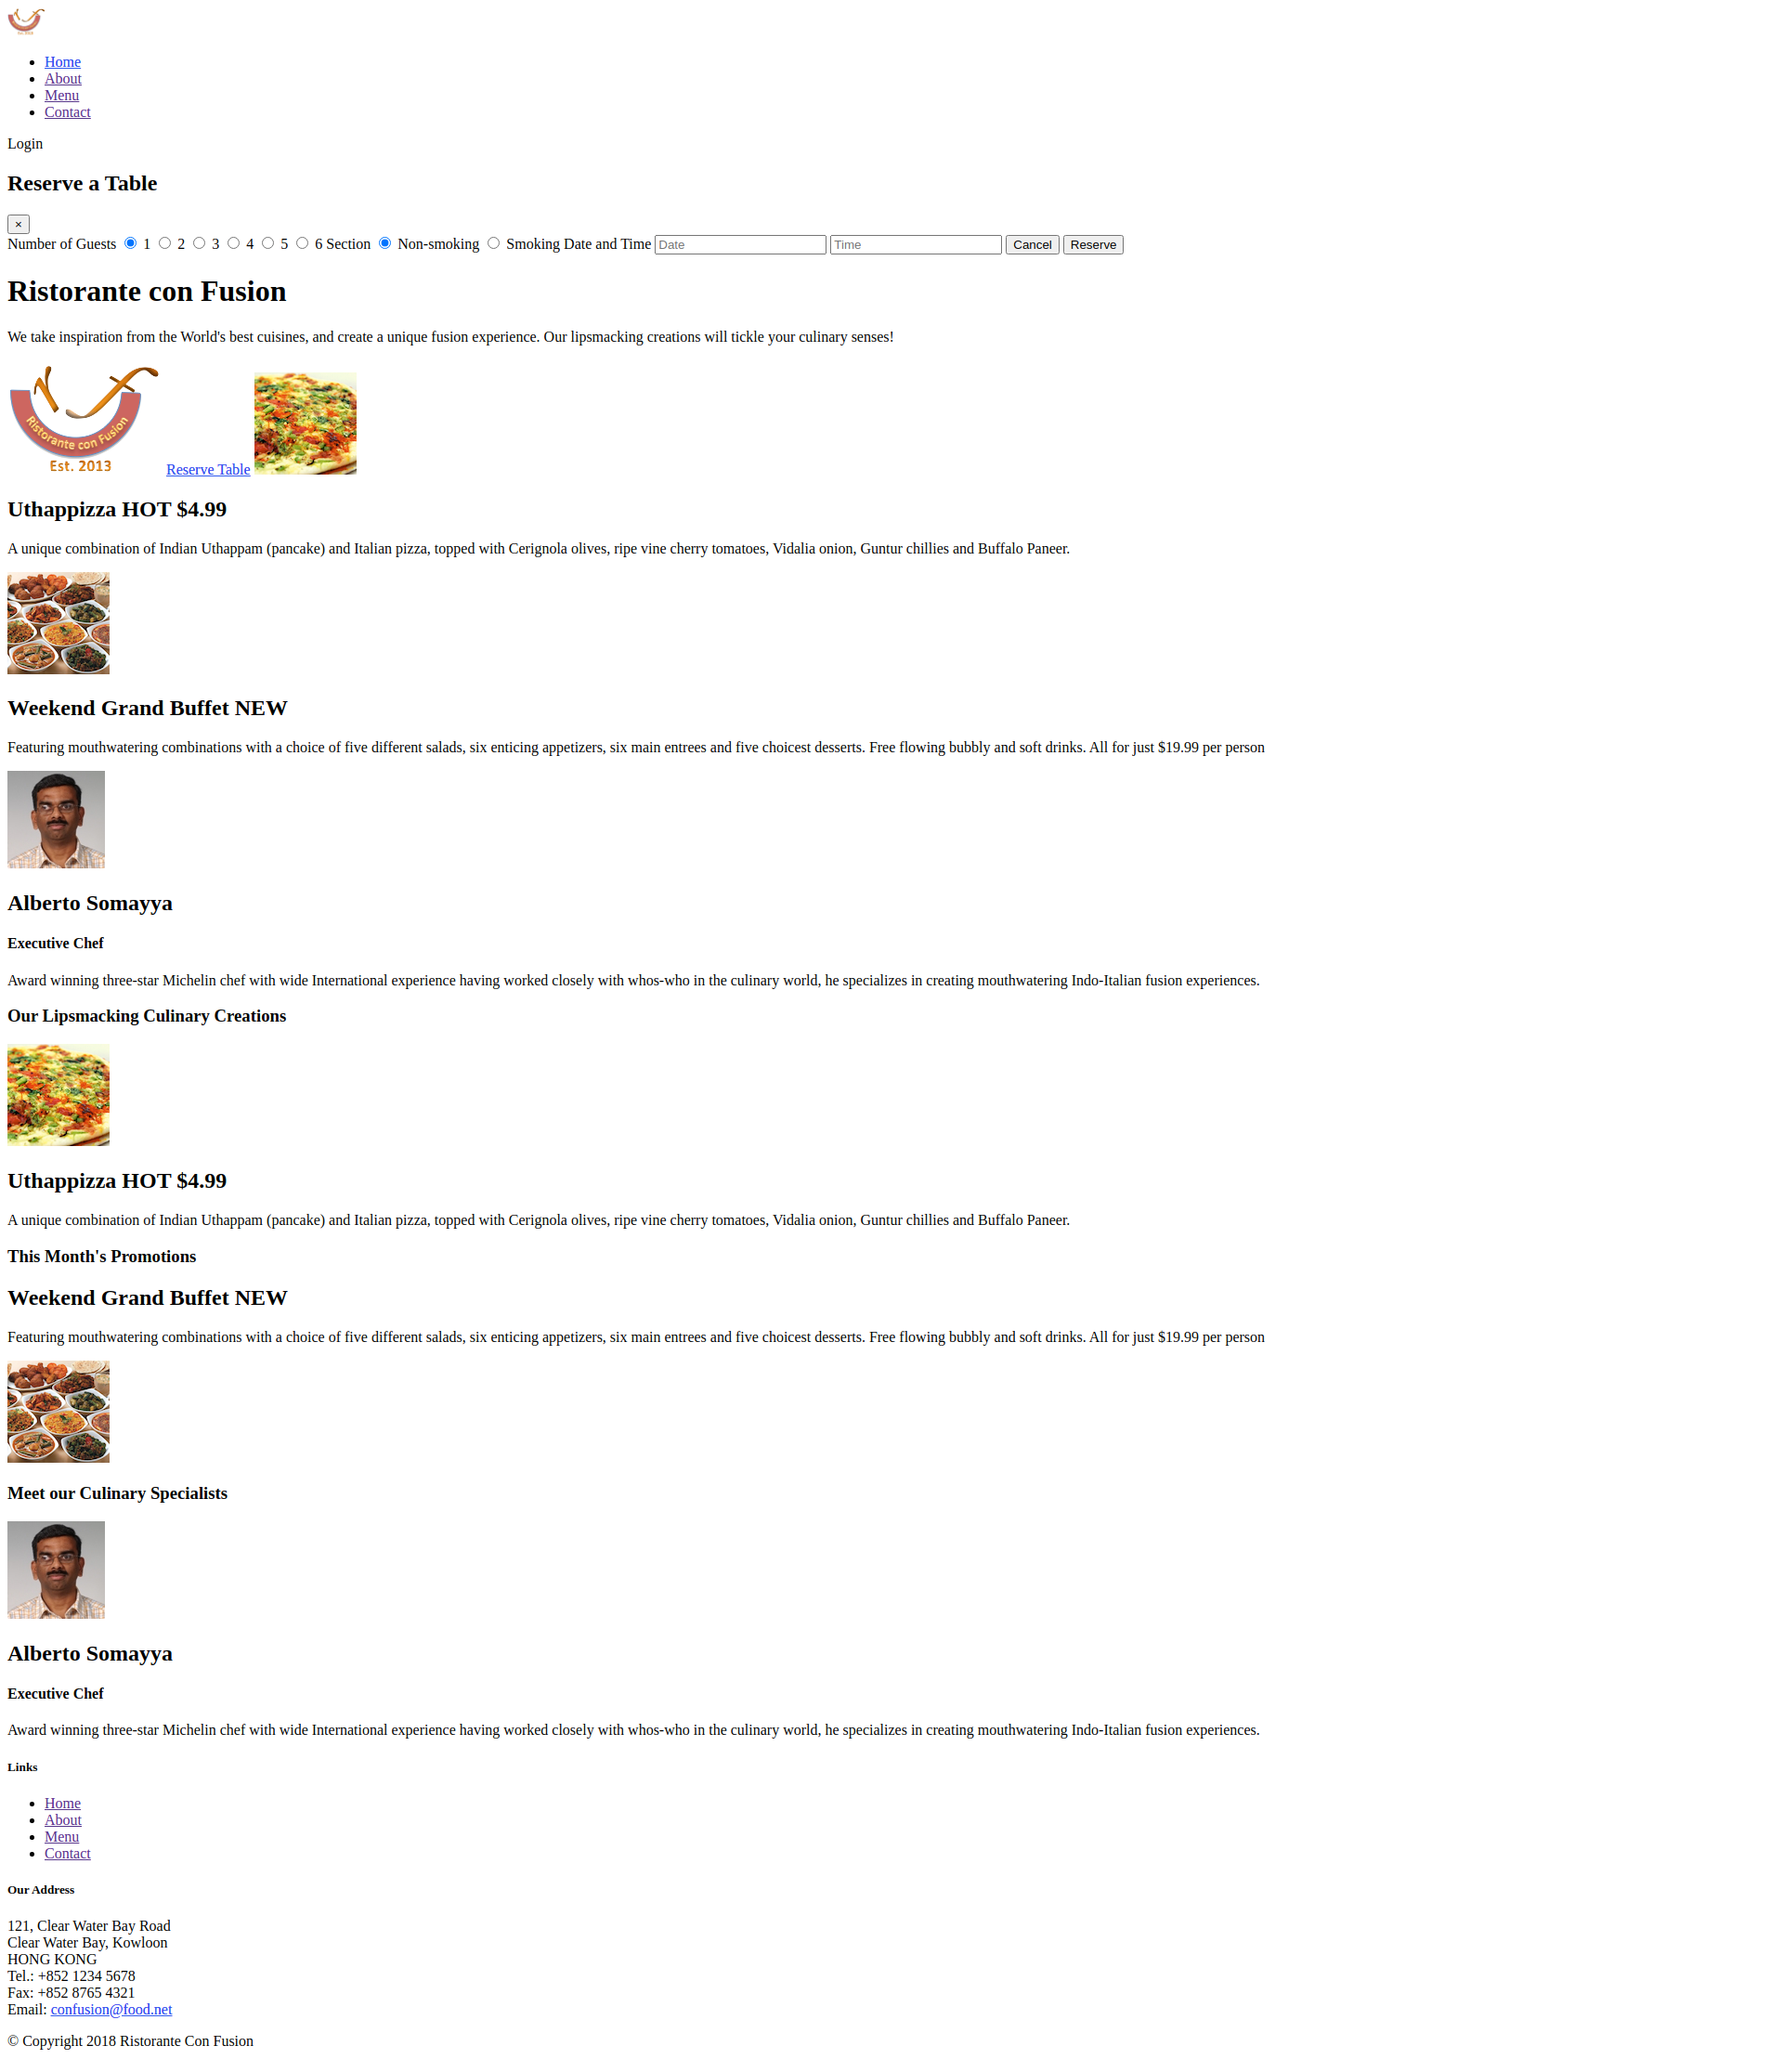 Home
About
Menu
Contact
Login
Reserve a Table
×
Number of Guests 1 2 3 4 5 6 Section Non-smoking Smoking Date and Time Date Time Cancel Reserve
Ristorante con Fusion
We take inspiration from the World's best cuisines, and create a unique fusion experience. Our lipsmacking creations will tickle your culinary senses!
Ristorante con Fusion
Est. 2013
Reserve Table
Uthappizza HOT $4.99
A unique combination of Indian Uthappam (pancake) and Italian pizza, topped with Cerignola olives, ripe vine cherry tomatoes, Vidalia onion, Guntur chillies and Buffalo Paneer.
Weekend Grand Buffet NEW
Featuring mouthwatering combinations with a choice of five different salads, six enticing appetizers, six main entrees and five choicest desserts. Free flowing bubbly and soft drinks. All for just $19.99 per person
Alberto Somayya
Executive Chef
Award winning three-star Michelin chef with wide International experience having worked closely with whos-who in the culinary world, he specializes in creating mouthwatering Indo-Italian fusion experiences.
Our Lipsmacking Culinary Creations
Uthappizza HOT $4.99
A unique combination of Indian Uthappam (pancake) and Italian pizza, topped with Cerignola olives, ripe vine cherry tomatoes, Vidalia onion, Guntur chillies and Buffalo Paneer.
This Month's Promotions
Weekend Grand Buffet NEW
Featuring mouthwatering combinations with a choice of five different salads, six enticing appetizers, six main entrees and five choicest desserts. Free flowing bubbly and soft drinks. All for just $19.99 per person
Meet our Culinary Specialists
Alberto Somayya
Executive Chef
Award winning three-star Michelin chef with wide International experience having worked closely with whos-who in the culinary world, he specializes in creating mouthwatering Indo-Italian fusion experiences.
Links
Home
About
Menu
Contact
Our Address
121, Clear Water Bay Road
Clear Water Bay, Kowloon
HONG KONG
Tel.: +852 1234 5678
Fax: +852 8765 4321
Email: confusion@food.net
© Copyright 2018 Ristorante Con Fusion